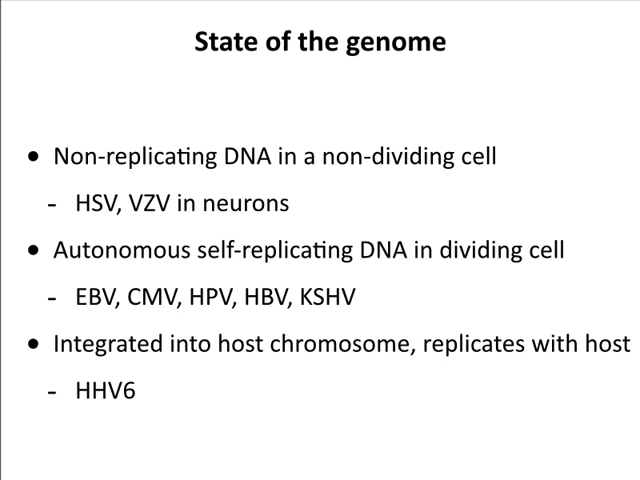 State of the genome
• Non-replicating DNA in a non-dividing cell
- HSV, VZV in neurons
• Autonomous self-replicating DNA in dividing cell
- EBV, CMV, HPV, HBV, KSHV
• Integrated into host chromosome, replicates with host
- HHV6